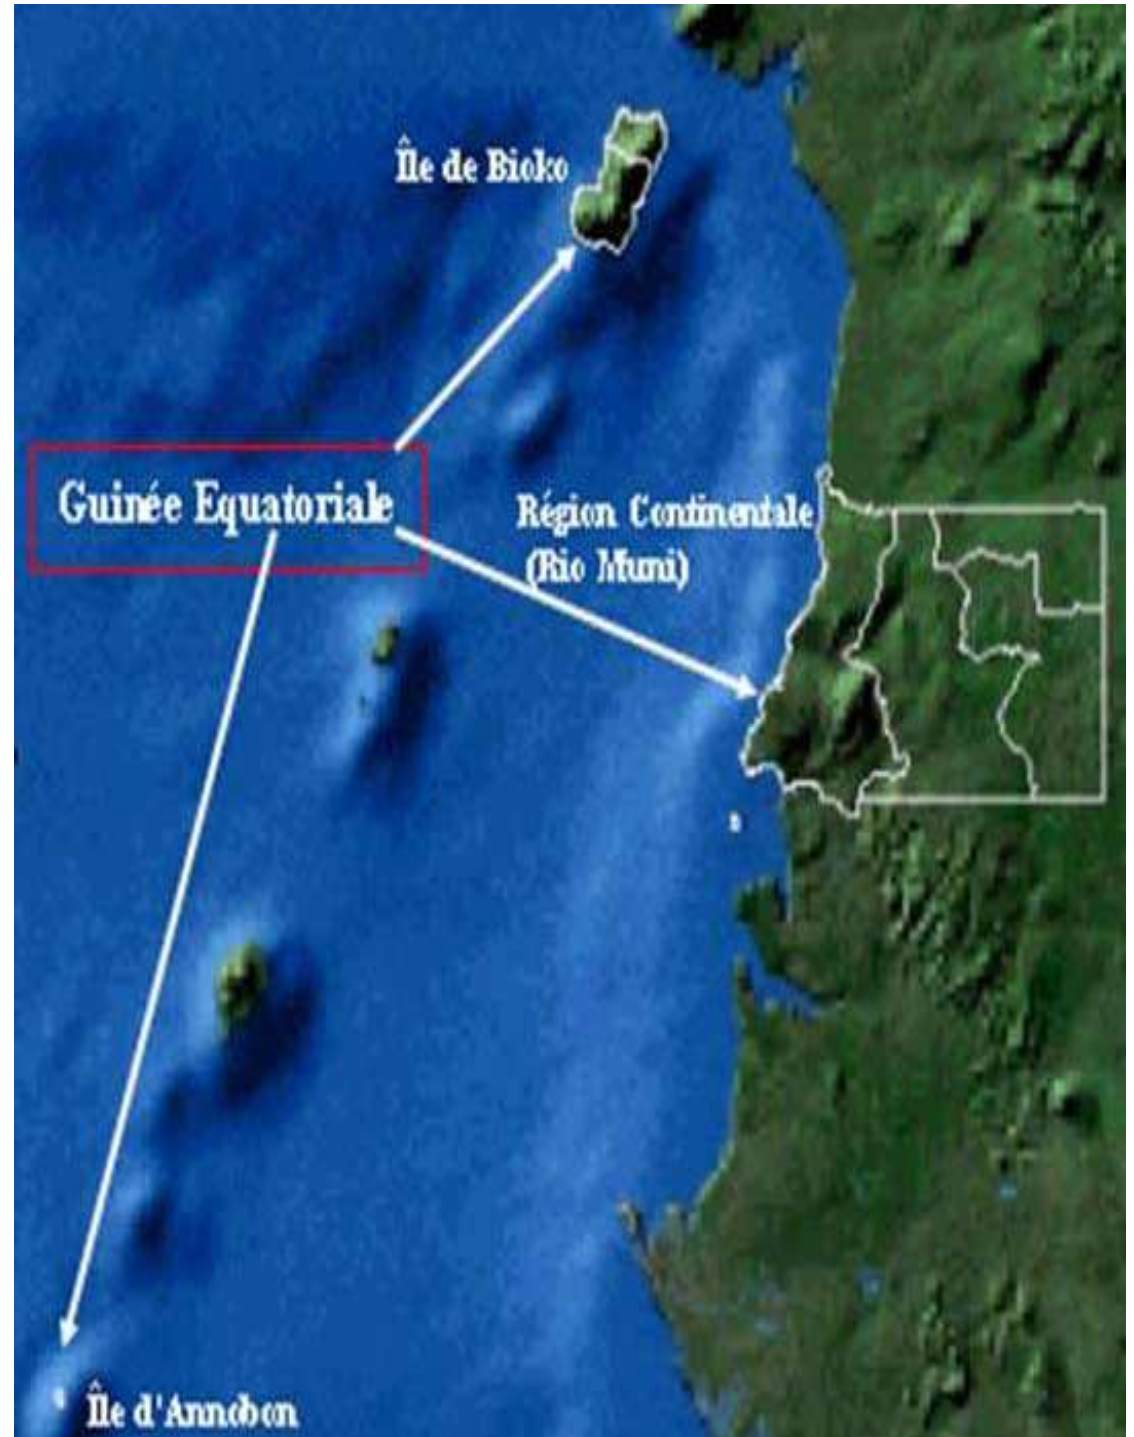 Île de Bioko
Guinée Equatoriale
Région Continentale
(Rio Muni)
Île d'Annobon